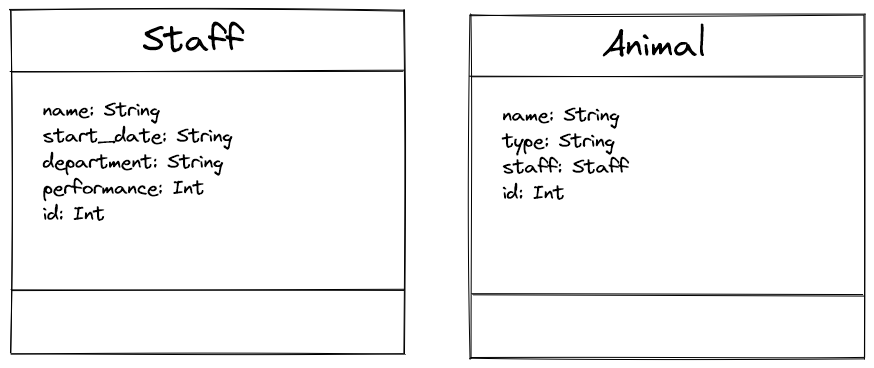 Staff
name: String
start_date: String
department: String
performance: Int
id: Int
Animal
name: String
type: String
staff: Staff
id: Int